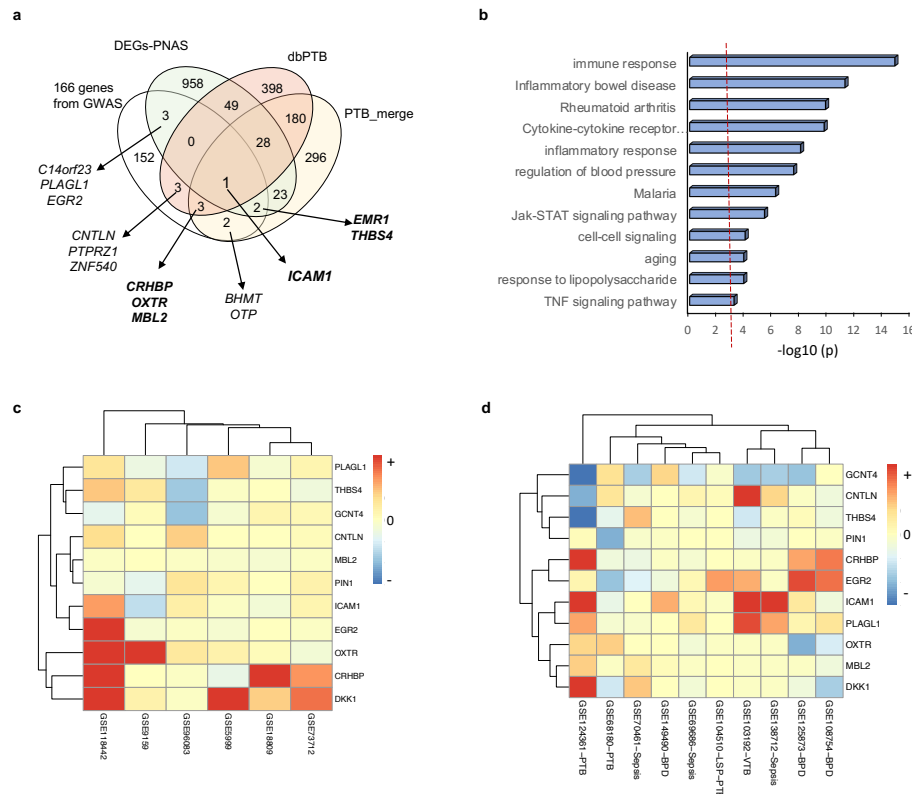 a
DEGs-PNAS
dbPTB
166 genes
from GWAS
PTB_merge
958
398
49
3
180
0
28
152
296
1
3
23
3
2
2
C14orf23
PLAGL1
EGR2
CNTLN
PTPRZ1
ZNF540
CRHBP
OXTR
MBL2
BHMT
OTP
ICAM1
EMR1
THBS4
b
immune response
Inflammatory bowel disease
Rheumatoid arthritis
Cytokine-cytokine receptor…
inflammatory response
regulation of blood pressure
Malaria
Jak-STAT signaling pathway
cell-cell signaling
aging
response to lipopolysaccharide
TNF signaling pathway
0 2 4 6 8 10 12 14 16
-log10 (p)
c
PLAGL1
THBS4
GCNT4
CNTLN
MBL2
PIN1
ICAM1
EGR2
OXTR
CRHBP
DKK1
+
0
-
GSE118442
GSE9159
GSE96083
GSE5999
GSE18809
GSE73712
d
GCNT4
CNTLN
THBS4
PIN1
CRHBP
EGR2
ICAM1
PLAGL1
OXTR
MBL2
DKK1
+
0
-
GSE124361-PTB
GSE68180-PTB
GSE70461-Sepsis
GSE149490-BPD
GSE69686-Sepsis
GSE104510-LSP-PTI
GSE103192-VTB
GSE138712-Sepsis
GSE125873-BPD
GSE108754-BPD